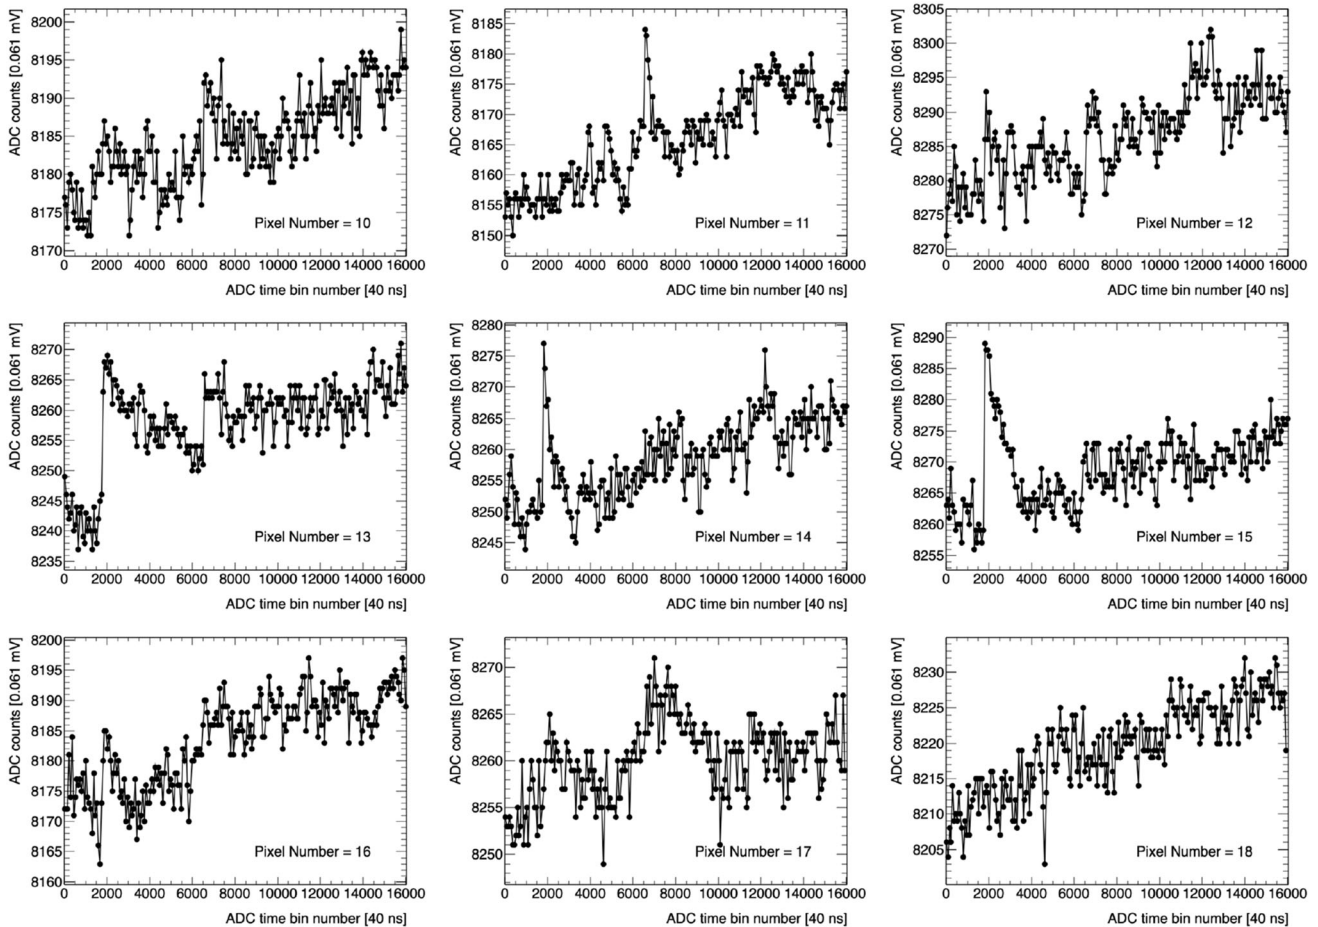 ADC counts [0.061 mV]
8200
8195
8190
8185
8180
8175
8170
Pixel Number = 10
0 2000 4000 6000 8000 10000 12000 14000 16000
ADC time bin number [40 ns]
ADC counts [0.061 mV]
8185
8180
8175
8170
8165
8160
8155
8150
Pixel Number = 11
0 2000 4000 6000 8000 10000 12000 14000 16000
ADC time bin number [40 ns]
ADC counts [0.061 mV]
8305
8300
8295
8290
8285
8280
8275
8270
Pixel Number = 12
0 2000 4000 6000 8000 10000 12000 14000 16000
ADC time bin number [40 ns]
ADC counts [0.061 mV]
8270
8265
8260
8255
8250
8245
8240
8235
Pixel Number = 13
0 2000 4000 6000 8000 10000 12000 14000 16000
ADC time bin number [40 ns]
ADC counts [0.061 mV]
8280
8275
8270
8265
8260
8255
8250
8245
Pixel Number = 14
0 2000 4000 6000 8000 10000 12000 14000 16000
ADC time bin number [40 ns]
ADC counts [0.061 mV]
8290
8285
8280
8275
8270
8265
8260
8255
Pixel Number = 15
0 2000 4000 6000 8000 10000 12000 14000 16000
ADC time bin number [40 ns]
ADC counts [0.061 mV]
8200
8195
8190
8185
8180
8175
8170
8165
8160
Pixel Number = 16
0 2000 4000 6000 8000 10000 12000 14000 16000
ADC time bin number [40 ns]
ADC counts [0.061 mV]
8270
8265
8260
8255
8250
Pixel Number = 17
0 2000 4000 6000 8000 10000 12000 14000 16000
ADC time bin number [40 ns]
ADC counts [0.061 mV]
8230
8225
8220
8215
8210
8205
Pixel Number = 18
0 2000 4000 6000 8000 10000 12000 14000 16000
ADC time bin number [40 ns]